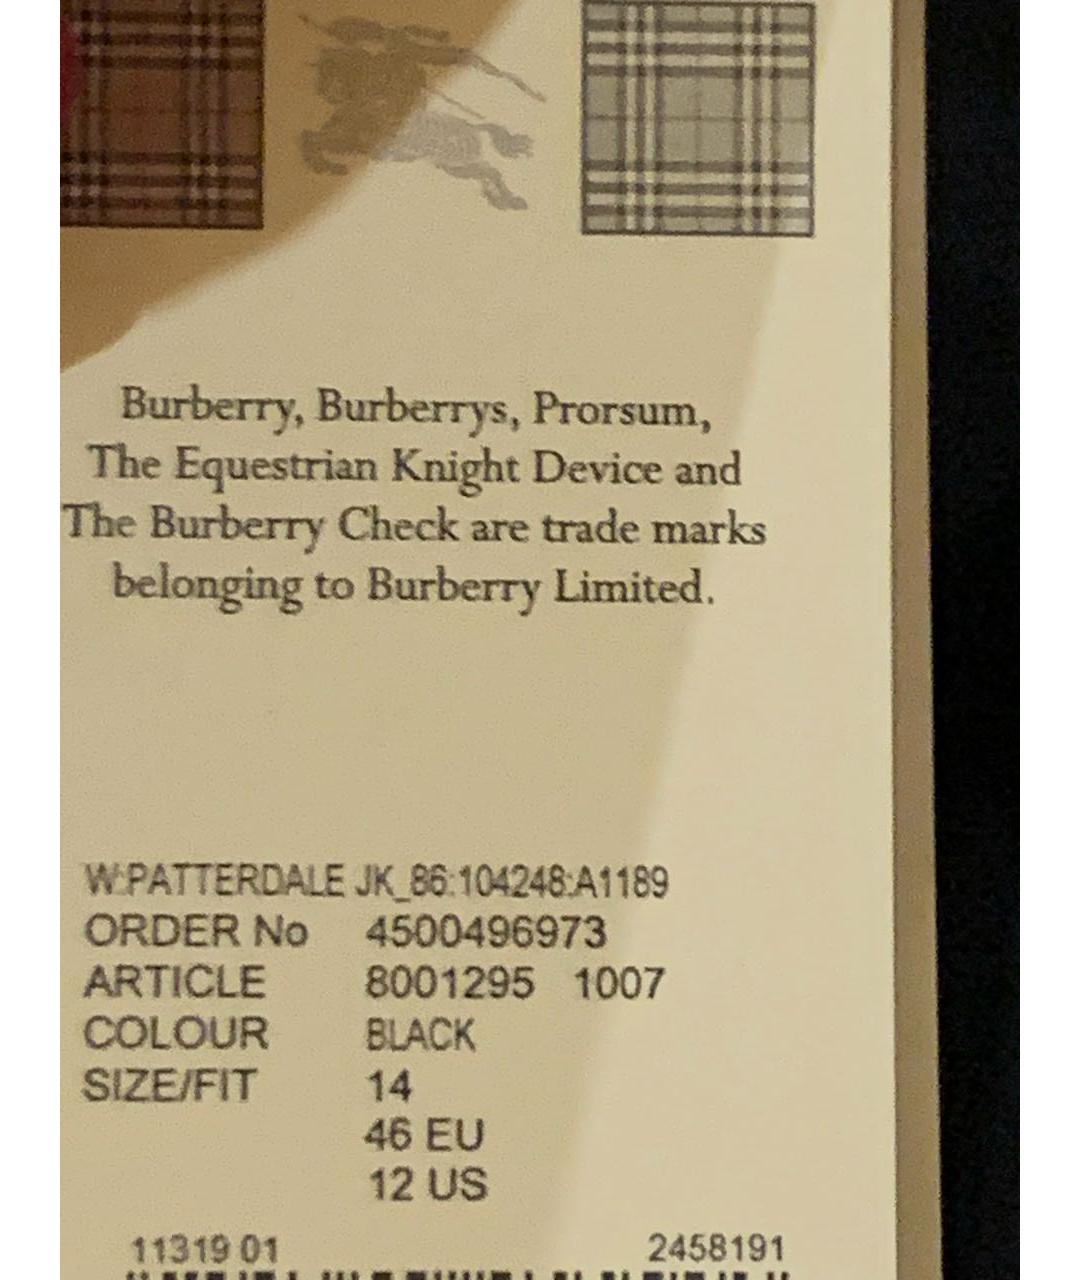 Burberry, Burberrys, Prorsum,
The Equestrian Knight Device and
The Burberry Check are trade marks
belonging to Burberry Limited.
W:PATTERDALE JK_86:104248:A1189
ORDER No 4500496973
ARTICLE 8001295 1007
COLOUR BLACK
SIZE/FIT 14
46 EU
12 US
11319 01 2458191